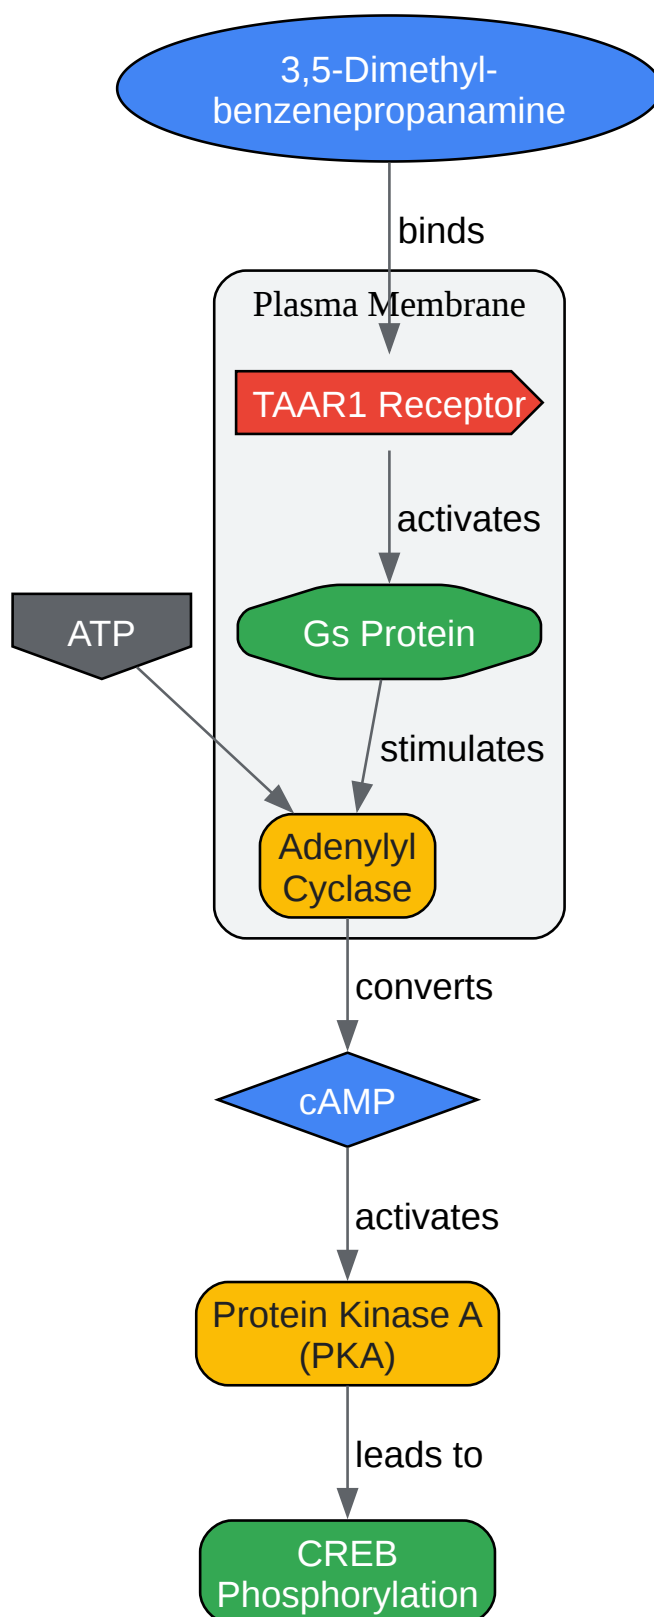 3,5-Dimethyl-
benzenepropanamine
binds
Plasma Membrane
TAAR1 Receptor
activates
ATP
Gs Protein
stimulates
Adenylyl
Cyclase
converts
cAMP
activates
Protein Kinase A
(PKA)
leads to
CREB
Phosphorylation